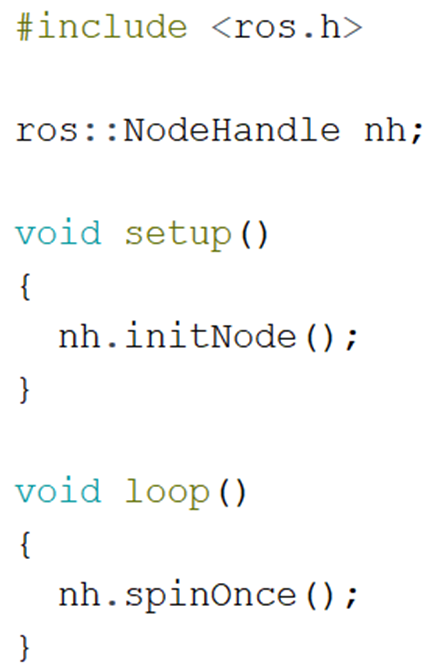 #include <ros.h>
ros::NodeHandle nh;
void setup()
{
  nh.initNode();
}
void loop()
{
  nh.spinOnce();
}